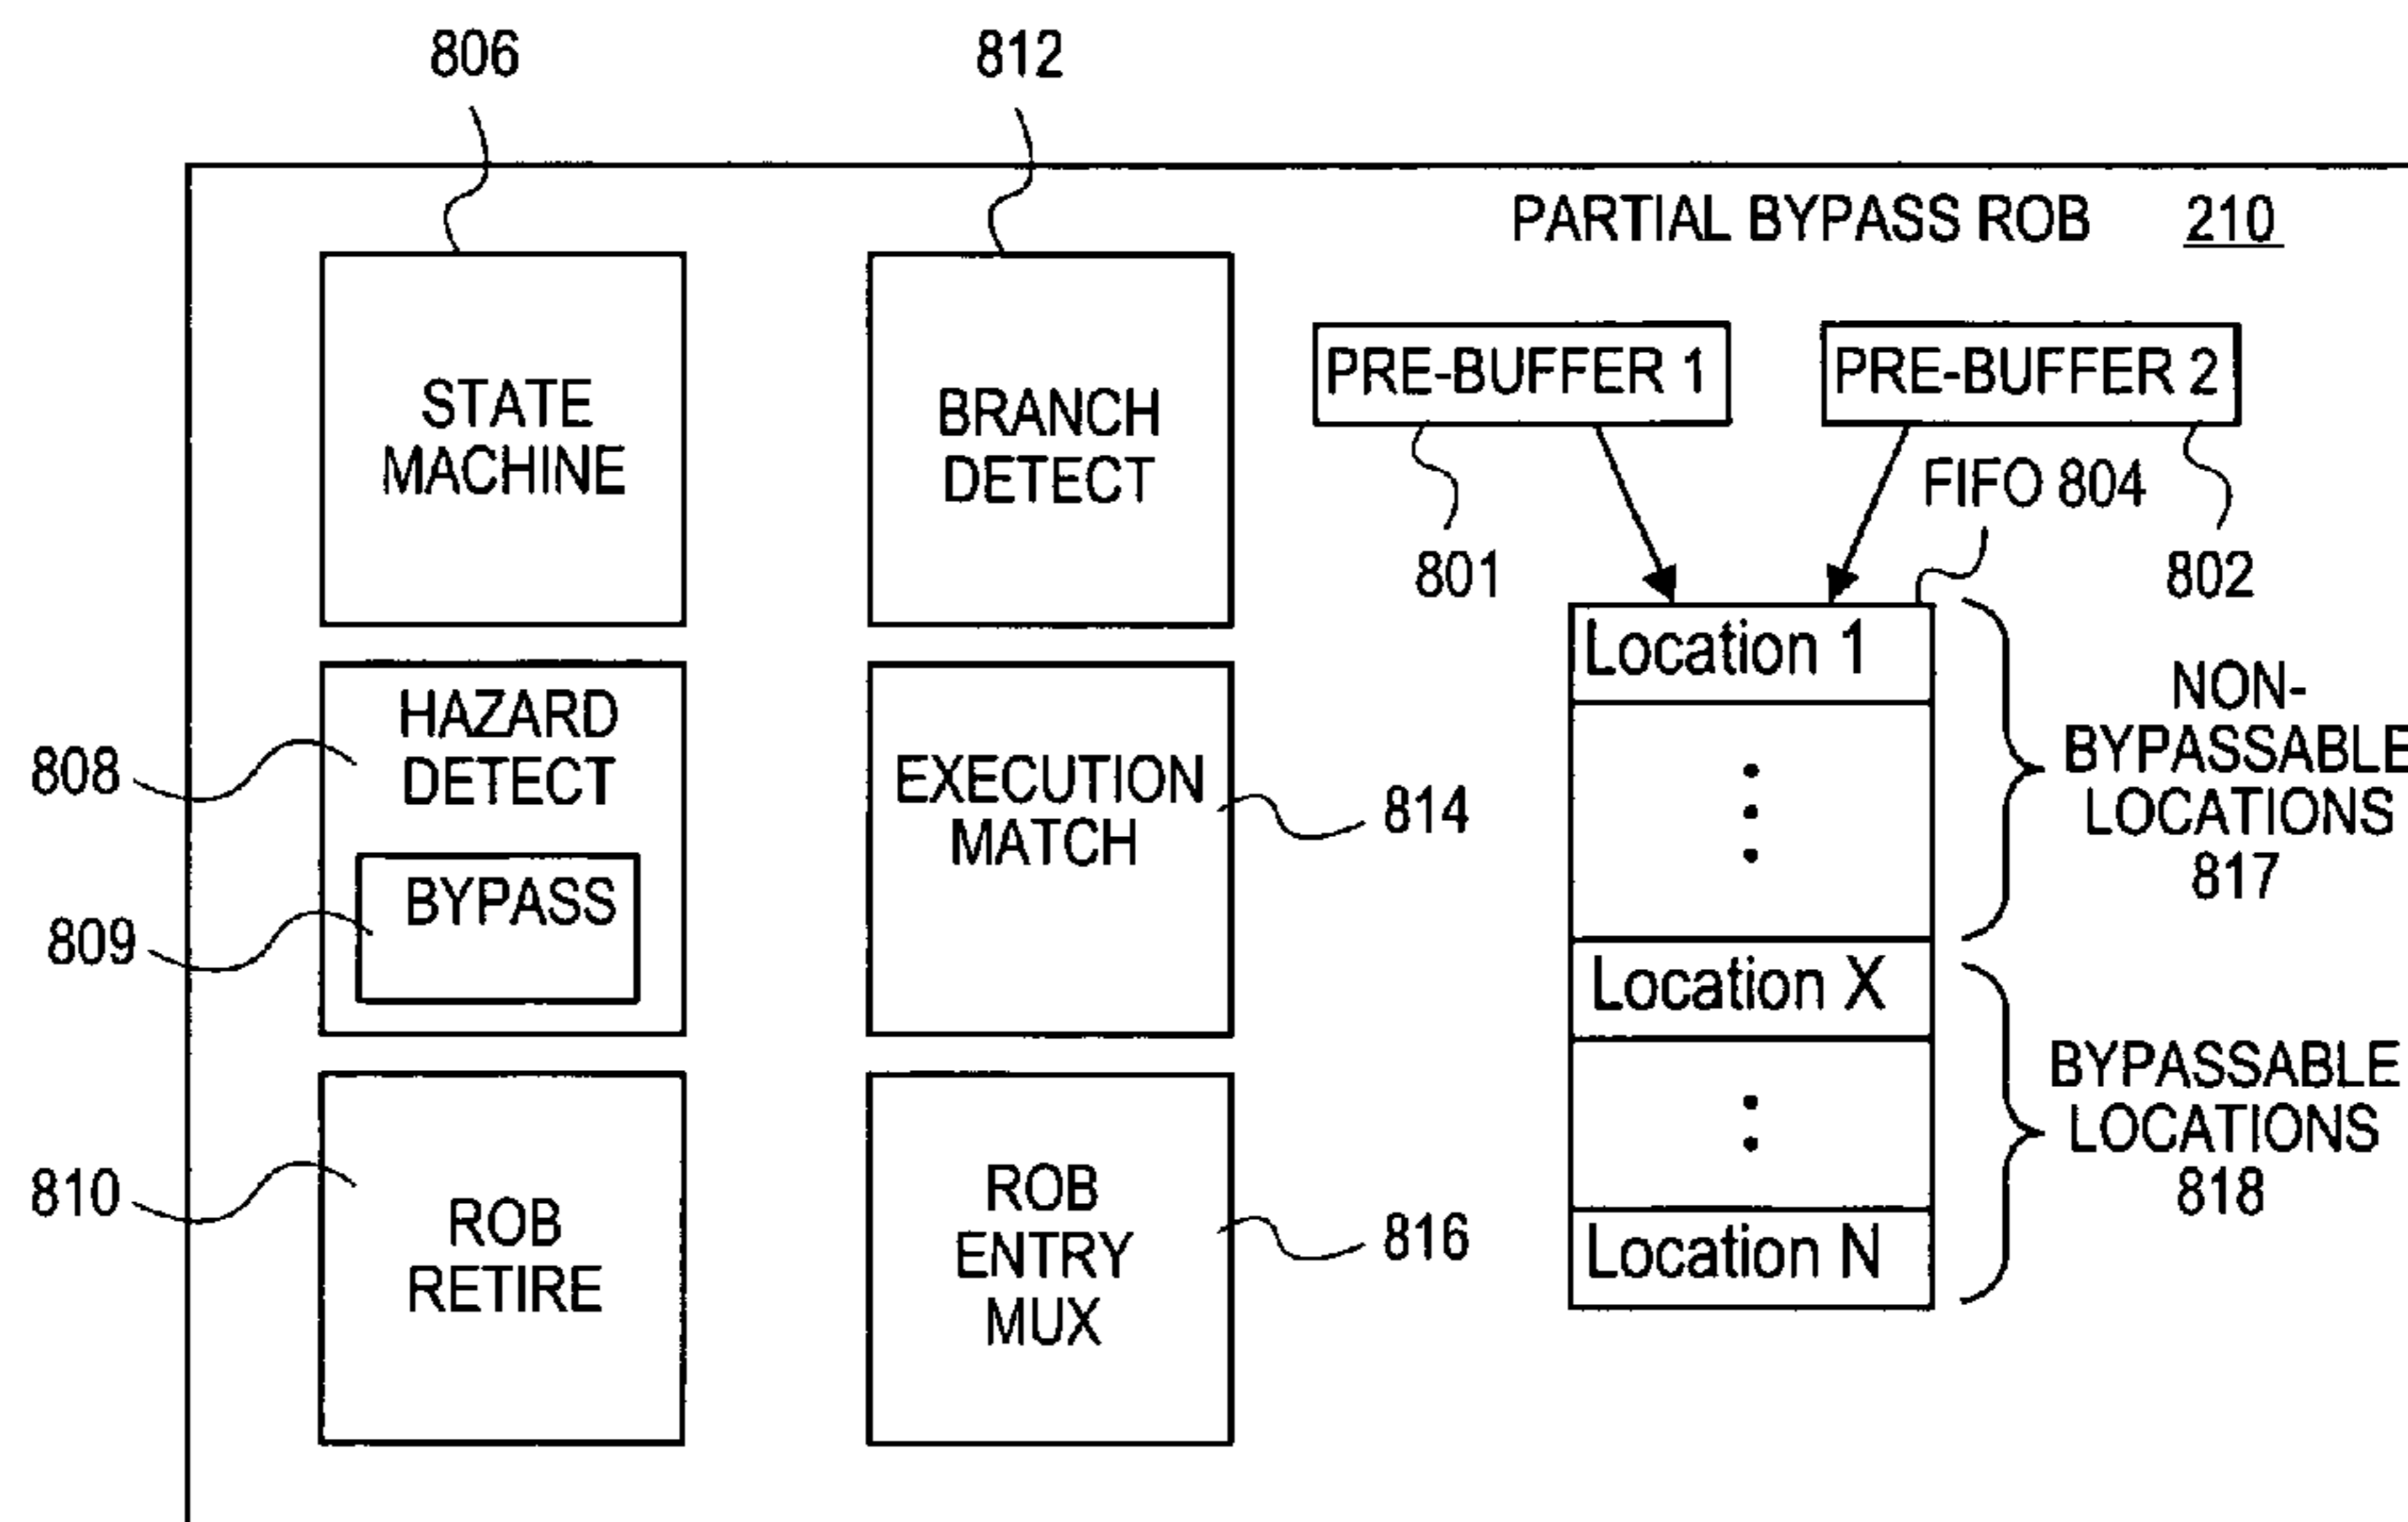 806
812
PARTIAL BYPASS ROB 210
STATE
MACHINE
BRANCH
DETECT
PRE-BUFFER 1
PRE-BUFFER 2
801
FIFO 804
802
HAZARD
DETECT
808
BYPASS
809
EXECUTION
MATCH
814
Location 1
NON-
BYPASSABLE
LOCATIONS
817
Location X
BYPASSABLE
LOCATIONS
818
Location N
810
ROB
RETIRE
ROB
ENTRY
MUX
816